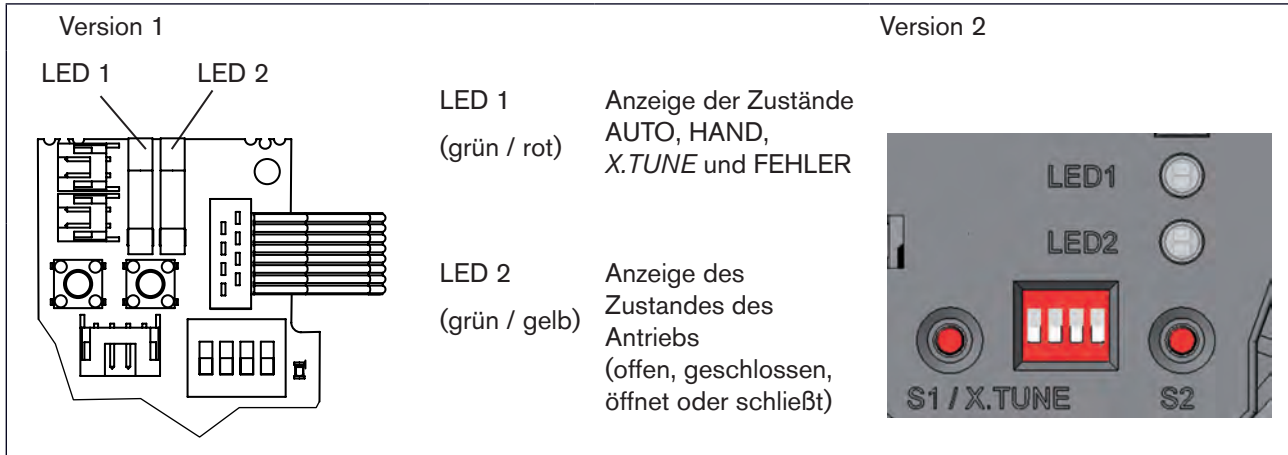 Version 1
Version 2
LED 1
LED 2
LED 1
(grün / rot)
Anzeige der Zustände
AUTO, HAND,
X.TUNE und FEHLER
LED 2
(grün / gelb)
Anzeige des
Zustandes des
Antriebs
(offen, geschlossen,
öffnet oder schließt)
LED1
LED2
S1 / X.TUNE
S2